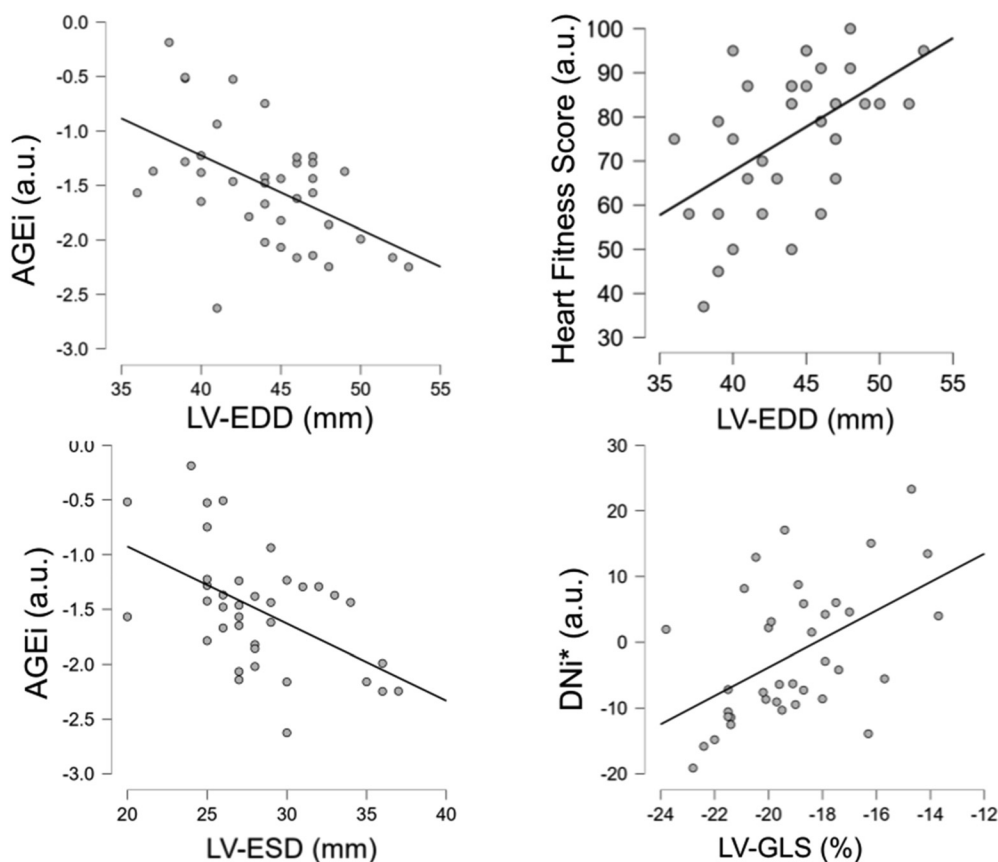 0.0
-0.5
-1.0
-1.5
-2.0
-2.5
-3.0
AGEi (a.u.)
35 40 45 50 55
LV-EDD (mm)
100
90
80
70
60
50
40
30
Heart Fitness Score (a.u.)
35 40 45 50 55
LV-EDD (mm)
0.0
-0.5
-1.0
-1.5
-2.0
-2.5
-3.0
AGEi (a.u.)
20 25 30 35 40
LV-ESD (mm)
30
20
10
0
-10
-20
DNi* (a.u.)
-24 -22 -20 -18 -16 -14 -12
LV-GLS (%)